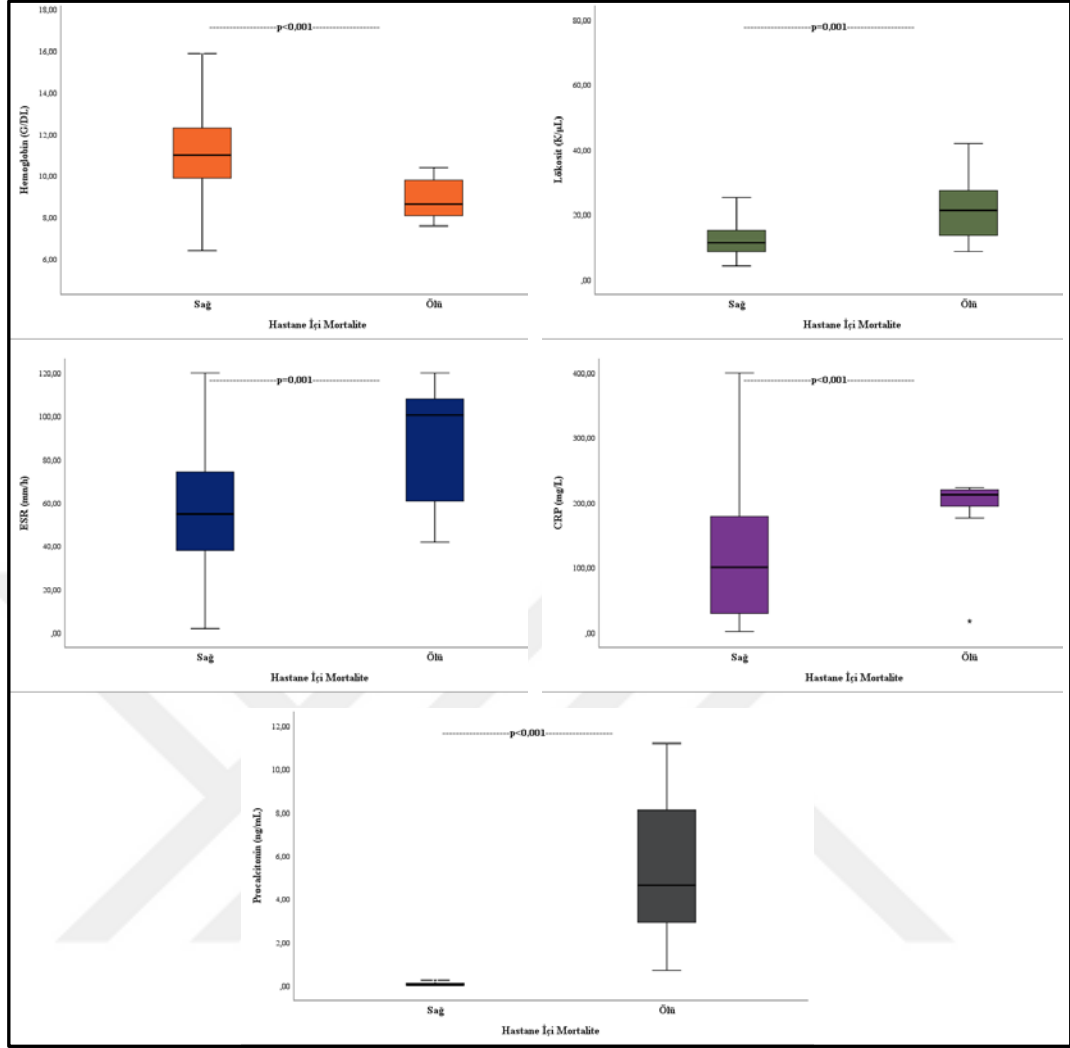 18,00
16,00
14,00
12,00
10,00
8,00
6,00
Hemoglobin (G/DL)
p<0,001
Sağ Ölü
Hastane İçi Mortalite
80,00
60,00
40,00
20,00
,00
Lökosit (K/µL)
p=0,001
Sağ Ölü
Hastane İçi Mortalite
120,00
100,00
80,00
60,00
40,00
20,00
,00
ESR (mm/h)
p=0,001
Sağ Ölü
Hastane İçi Mortalite
400,00
300,00
200,00
100,00
,00
CRP (mg/L)
p<0,001
*
Sağ Ölü
Hastane İçi Mortalite
12,00
10,00
8,00
6,00
4,00
2,00
,00
Procalcitonin (ng/mL)
p<0,001
Sağ Ölü
Hastane İçi Mortalite